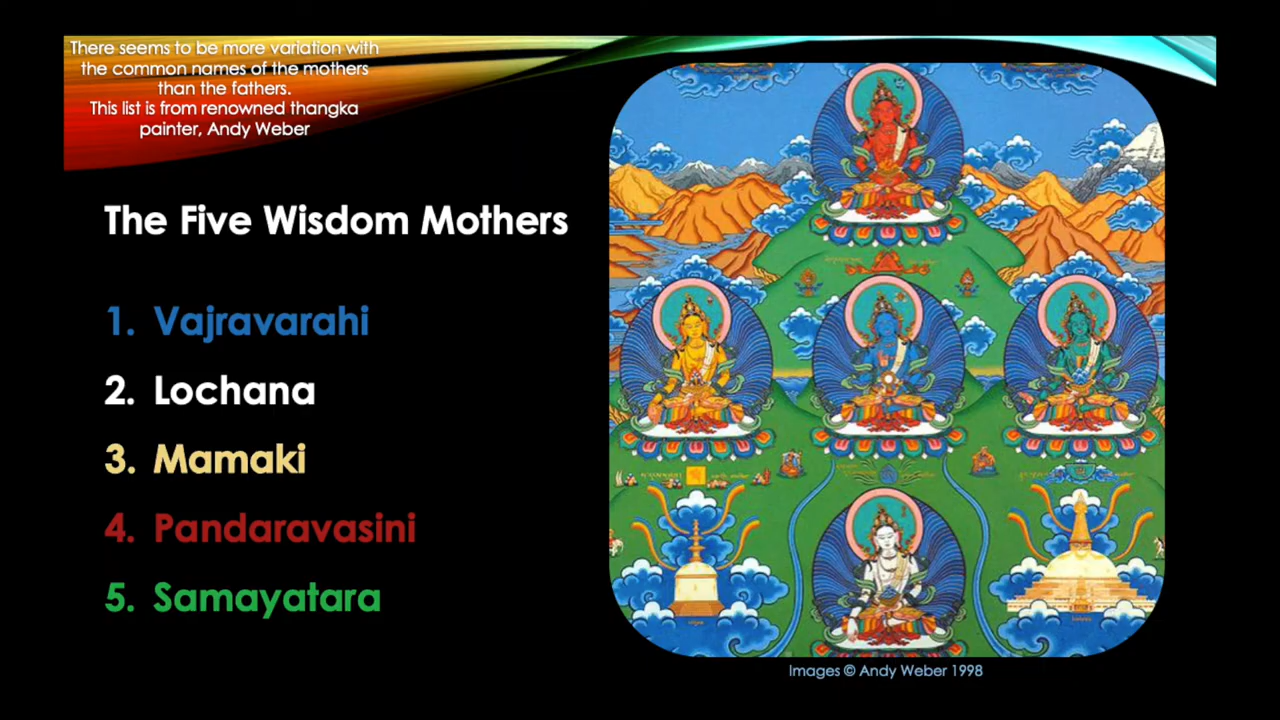 There seems to be more variation with
the common names of the mothers
than the fathers.
This list is from renowned thangka
painter, Andy Weber
The Five Wisdom Mothers
1. Vajravarahi
2. Lochana
3. Mamaki
4. Pandaravasini
5. Samayatara
Images © Andy Weber 1998